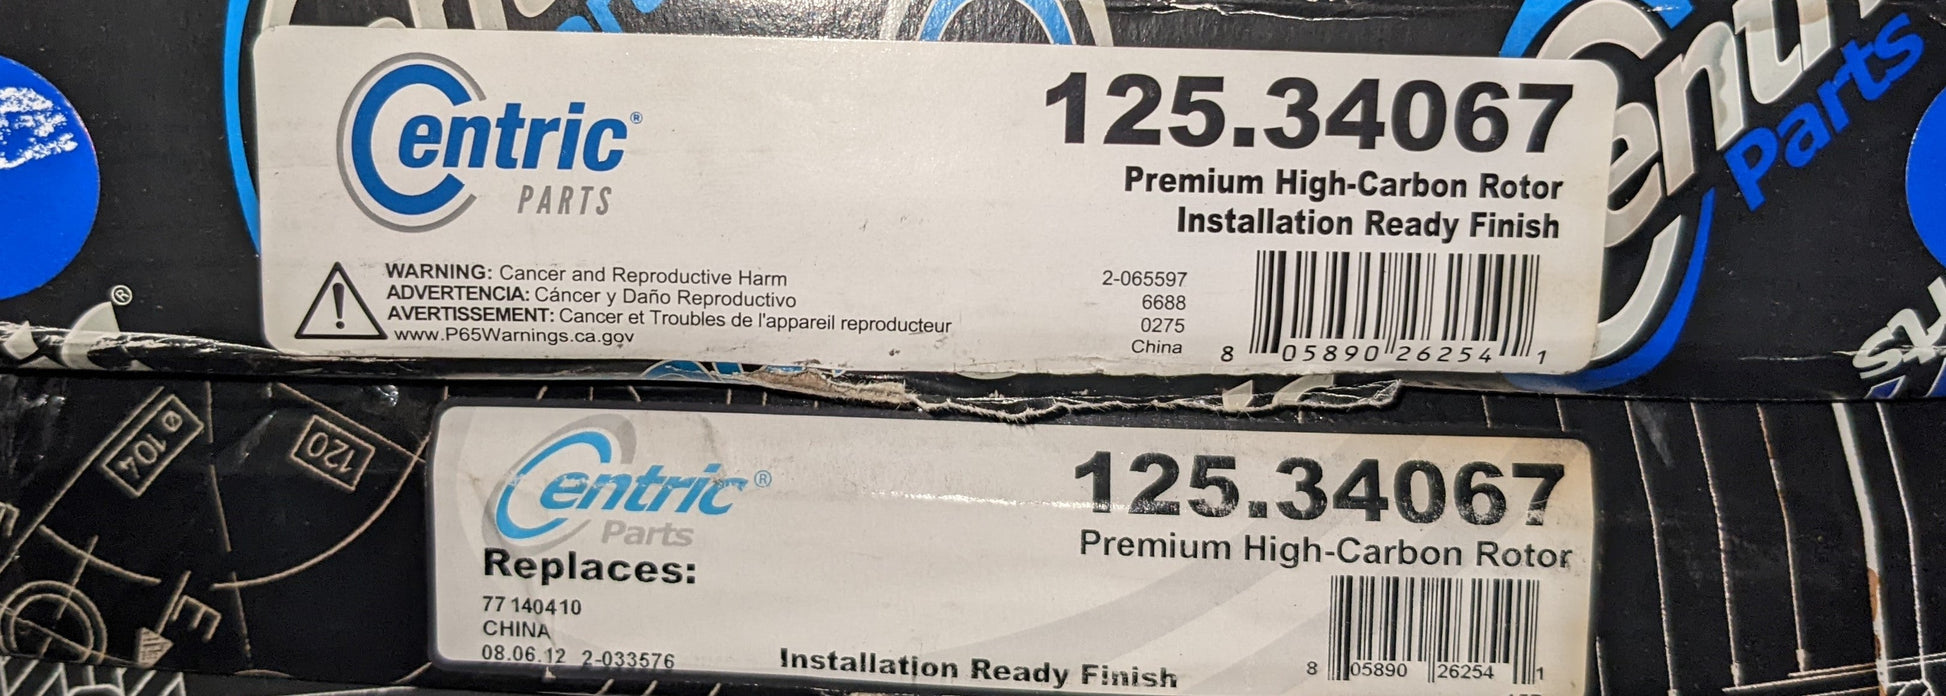 Centric®
PARTS
125.34067
Premium High-Carbon Rotor
Installation Ready Finish
WARNING: Cancer and Reproductive Harm
ADVERTENCIA: Cáncer y Daño Reproductivo
AVERTISSEMENT: Cancer et Troubles de l'appareil reproducteur
www.P65Warnings.ca.gov
2-065597
6688
0275
China
8 05890 26254 1
Centric
Parts
®
ø 104
120
E
Centric®
Parts
Replaces:
77 140410
CHINA
08.06.12 2-033576
125.34067
Premium High-Carbon Rotor
Installation Ready Finish
8 05890 26254 1